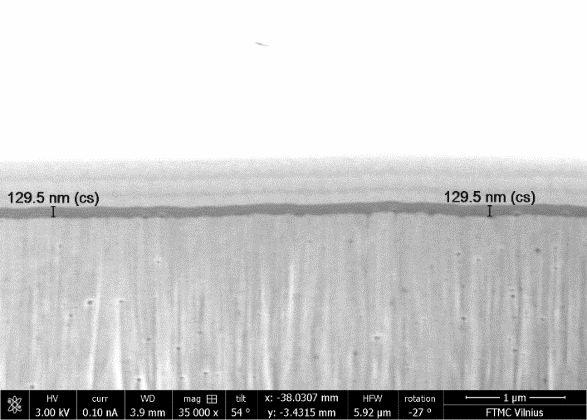 129.5 nm (cs) 129.5 nm (cs)
HV curr WD mag tilt x: -38.0307 mm HFW rotation 1 µm
3.00 kV 0.10 nA 3.9 mm 35 000 x 54 ° y: -3.4315 mm 5.92 µm -27 ° FTMC Vilnius